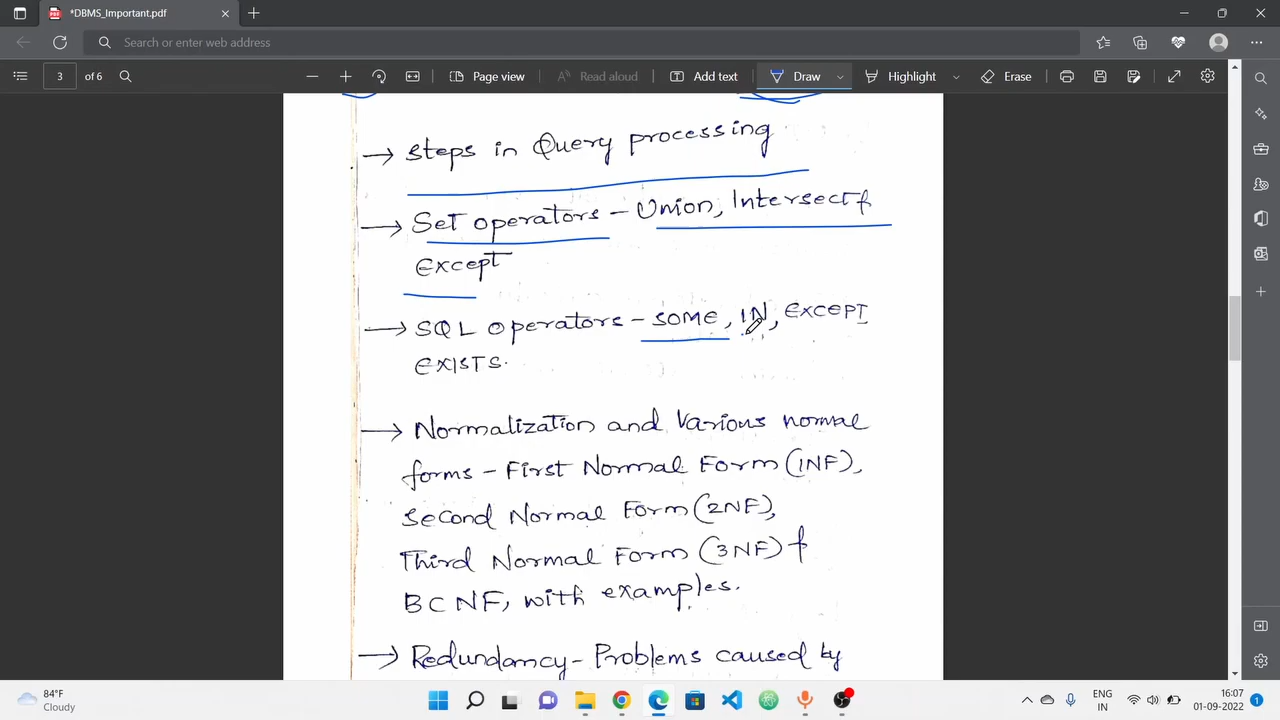 *DBMS_Important.pdf
Search or enter web address
3 of 6
Page view
Read aloud
Add text
Draw
Highlight
Erase
→ Steps in Query processing
→ Set operators - Union, Intersect &
Except
→ SQL operators - SOME, IN, EXCEPT
EXISTS.
→ Normalization and Various normal
forms - First Normal Form (1NF),
Second Normal Form (2NF),
Third Normal Form (3NF) &
BCNF, with examples.
→ Redundancy - Problems caused by
84°F
Cloudy
ENG
IN
16:07
01-09-2022
1